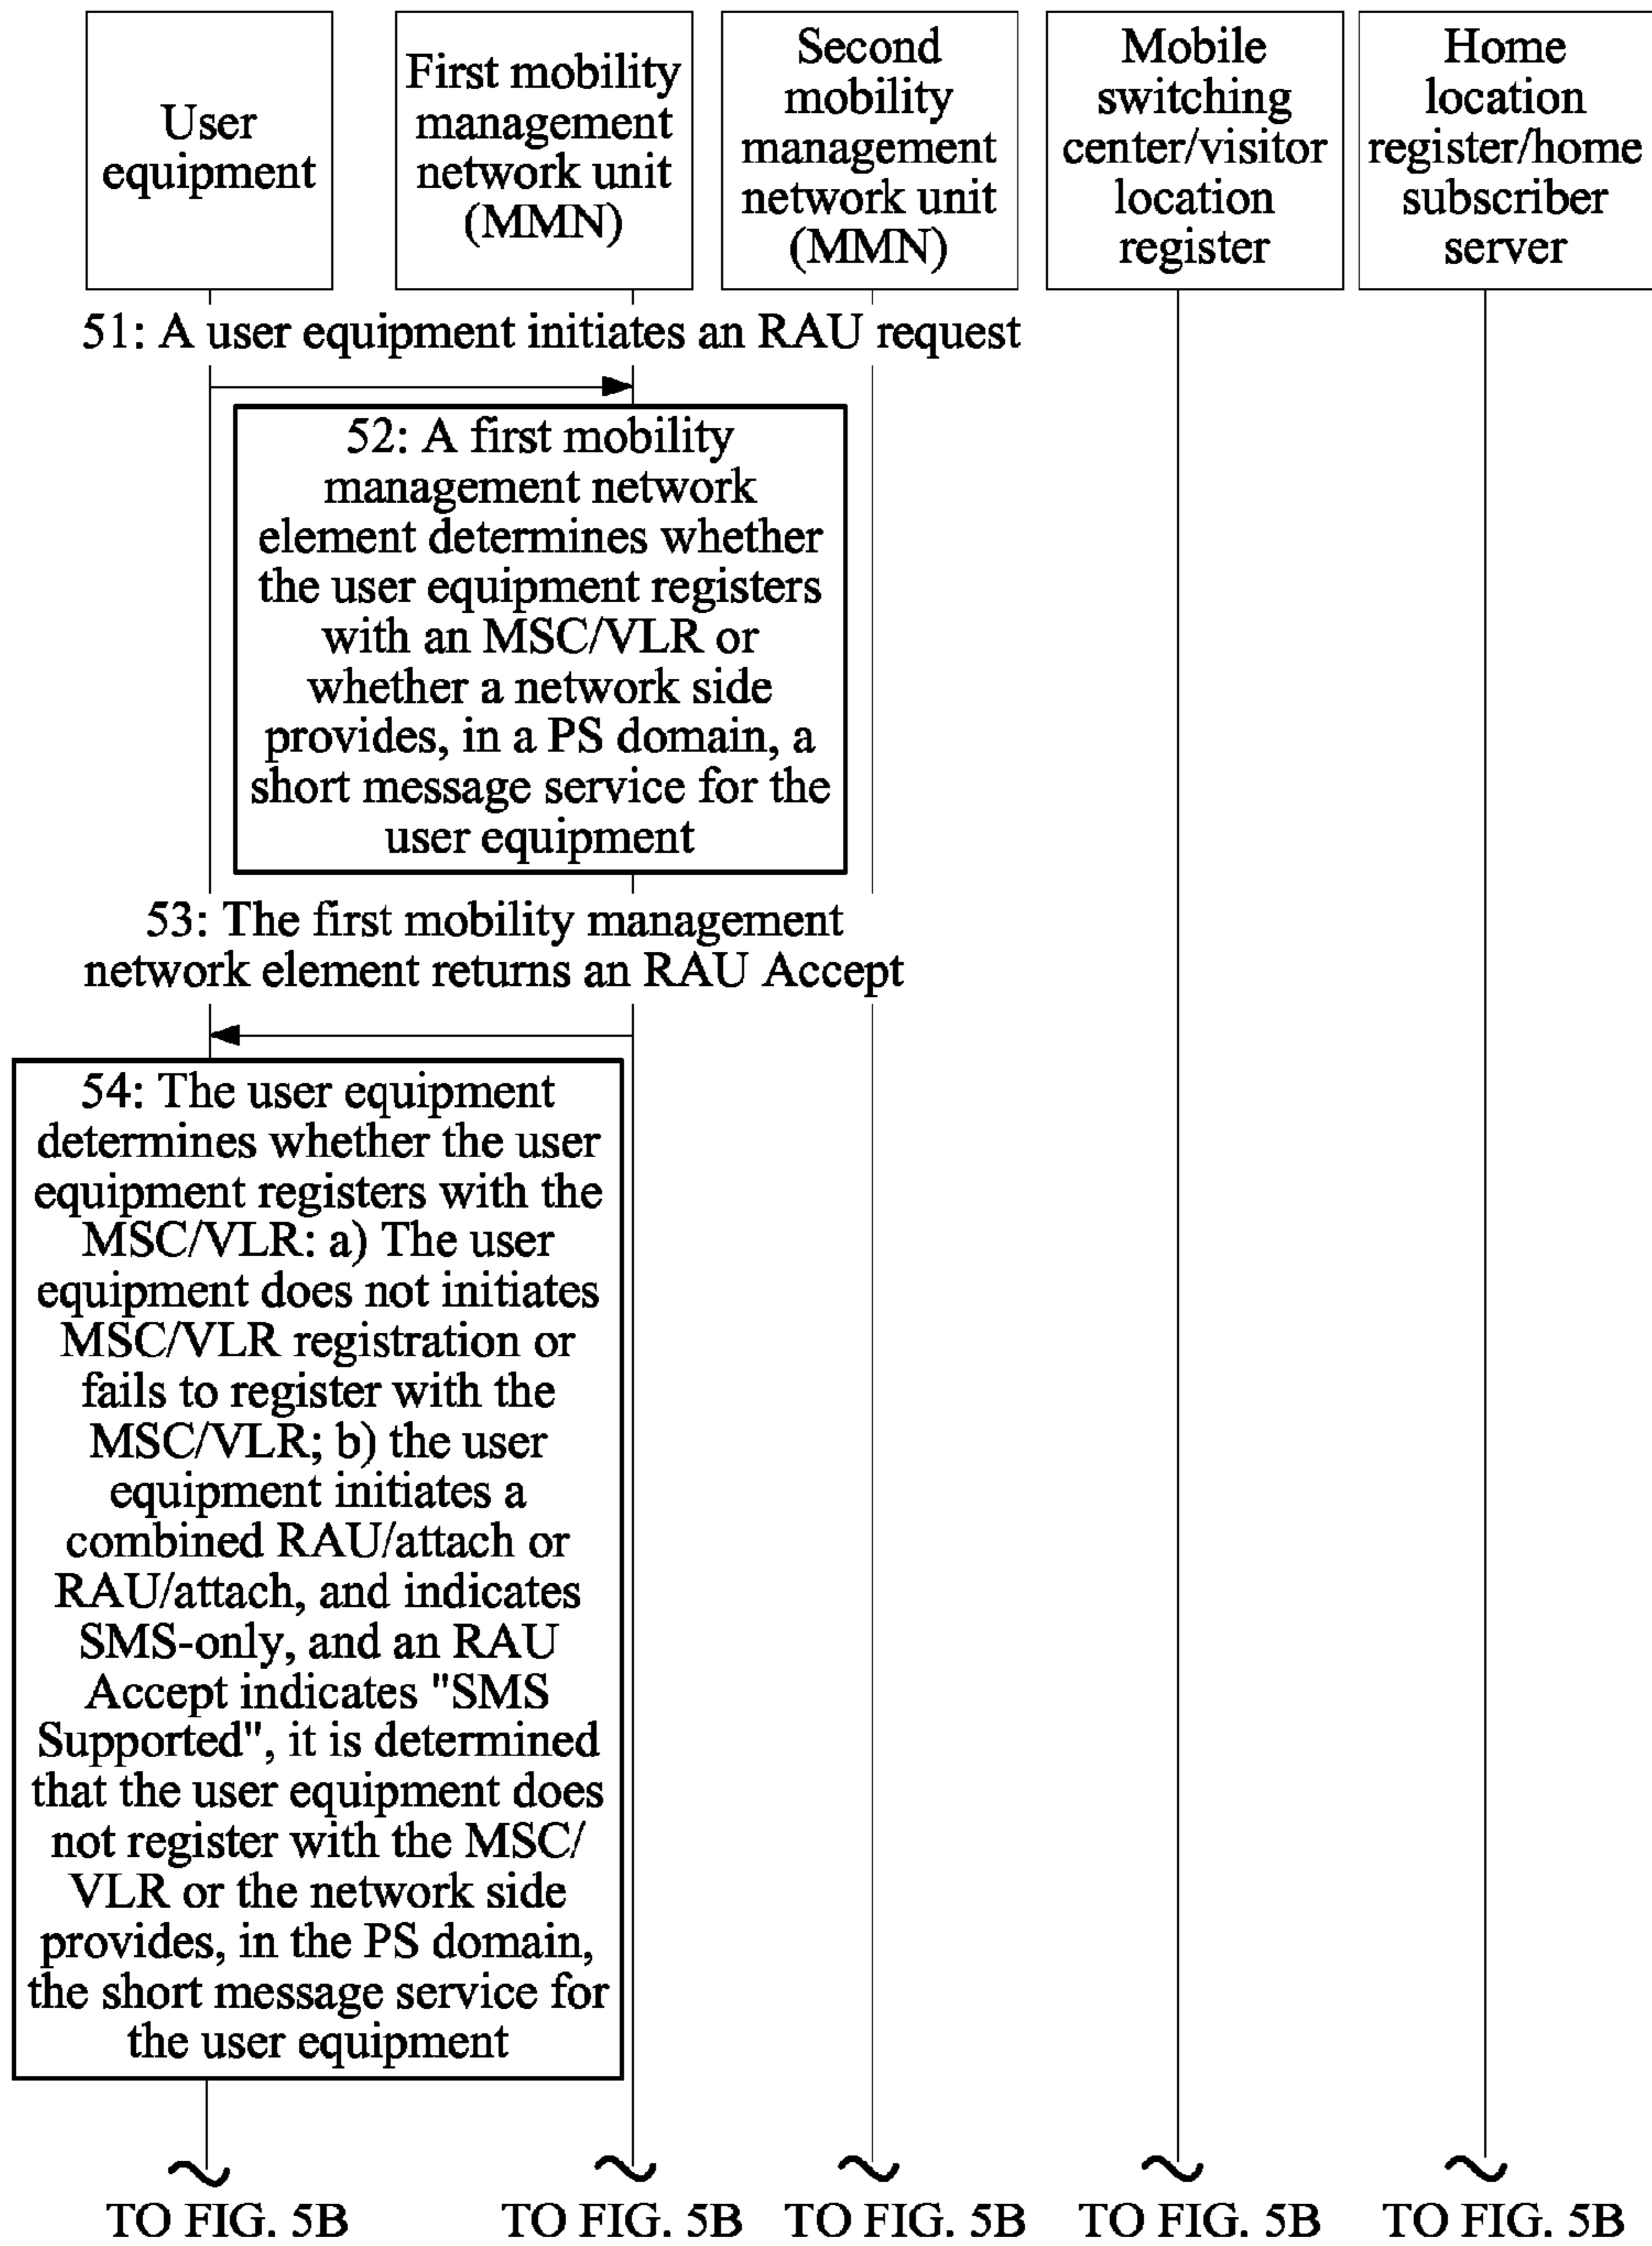 User
equipment
First mobility
management
network unit
(MMN)
Second
mobility
management
network unit
(MMN)
Mobile
switching
center/visitor
location
register
Home
location
register/home
subscriber
server
51: A user equipment initiates an RAU request
52: A first mobility
management network
element determines whether
the user equipment registers
with an MSC/VLR or
whether a network side
provides, in a PS domain, a
short message service for the
user equipment
53: The first mobility management
network element returns an RAU Accept
54: The user equipment
determines whether the user
equipment registers with the
MSC/VLR: a) The user
equipment does not initiates
MSC/VLR registration or
fails to register with the
MSC/VLR; b) the user
equipment initiates a
combined RAU/attach or
RAU/attach, and indicates
SMS-only, and an RAU
Accept indicates "SMS
Supported", it is determined
that the user equipment does
not register with the MSC/
VLR or the network side
provides, in the PS domain,
the short message service for
the user equipment
TO FIG. 5B
TO FIG. 5B
TO FIG. 5B
TO FIG. 5B
TO FIG. 5B